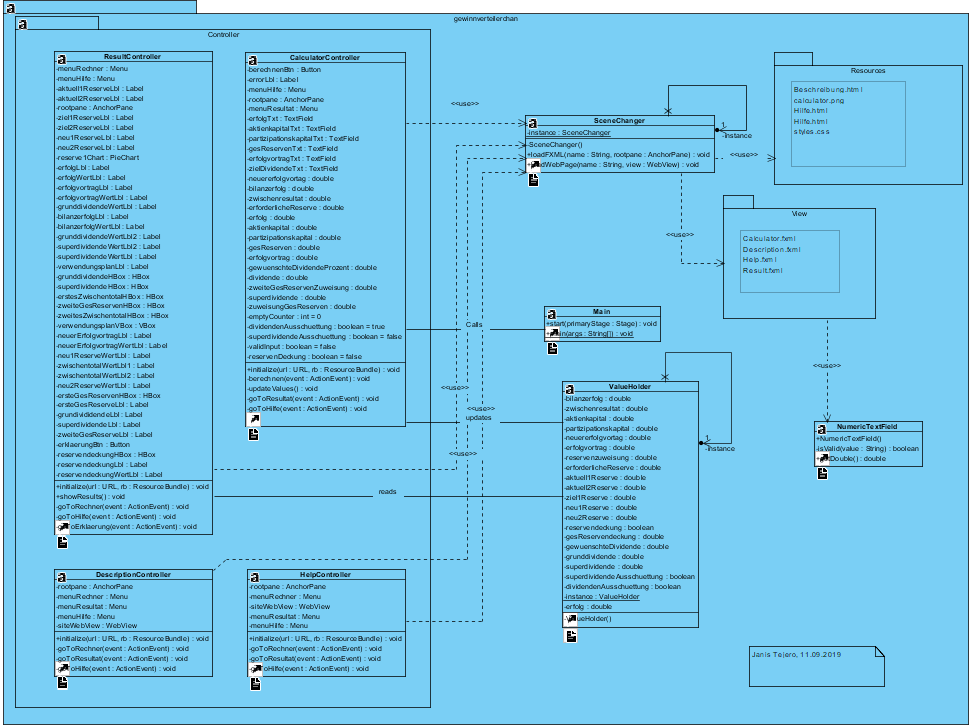 gewinnverteilerchan
Controller
ResultController
-menuRechner : Menu
-menuHilfe : Menu
-aktuell1ReserveLbl : Label
-aktuell2ReserveLbl : Label
-rootpane : AnchorPane
-ziel1ReserveLbl : Label
-ziel2ReserveLbl : Label
-neu1ReserveLbl : Label
-neu2ReserveLbl : Label
-reserve1Chart : PieChart
-erfolgLbl : Label
-erfolgWertLbl : Label
-erfolgvortragLbl : Label
-erfolgvortragWertLbl : Label
-grunddividendeWertLbl : Label
-bilanzerfolgLbl : Label
-bilanzerfolgWertLbl : Label
-grunddividendeWertLbl2 : Label
-superdividendeWertLbl2 : Label
-superdividendeWertLbl : Label
-verwendungsplanLbl : Label
-grunddividendeHBox : HBox
-superdividendeHBox : HBox
-erstesZwischentotalHBox : HBox
-zweiteGesReservenHBox : HBox
-zweitesZwischentotalHBox : HBox
-verwendungsplanVBox : VBox
-neuerErfolgvortragLbl : Label
-neuerErfolgvortragWertLbl : Label
-neu1ReserveWertLbl : Label
-zwischentotalWertLbl1 : Label
-zwischentotalWertLbl2 : Label
-neu2ReserveWertLbl : Label
-ersteGesReservenHBox : HBox
-ersteGesReserveLbl : Label
-grundivididendeLbl : Label
-superdividendeLbl : Label
-zweiteGesReserveLbl : Label
-erklaerungBtn : Button
-reservendeckungHBox : HBox
-reservendeckungLbl : Label
-reservendeckungWertLbl : Label
+initialize(url : URL, rb : ResourceBundle) : void
+showResults() : void
-goToRechner(event : ActionEvent) : void
-goToHilfe(event : ActionEvent) : void
ToErklaerung(event : ActionEvent) : void
CalculatorController
-berechnenBtn : Button
-errorLbl : Label
-menuHilfe : Menu
-rootpane : AnchorPane
-menuResultat : Menu
-erfolgTxt : TextField
-aktienkapitalTxt : TextField
-partizipationskapitalTxt : TextField
-gesReservenTxt : TextField
-erfolgvortragTxt : TextField
-zielDividendeTxt : TextField
-neuererfolgvortag : double
-bilanzerfolg : double
-zwischenresultat : double
-erforderlicheReserve : double
-erfolg : double
-aktienkapital : double
-partizipationskapital : double
-gesReserven : double
-erfolgvortrag : double
-gewuenschteDividendeProzent : double
-dividende : double
-zweiteGesReservenZuweisung : double
-superdividende : double
-zuweisungGesReserven : double
-emptyCounter : int = 0
-dividendenAusschuettung : boolean = true
-superdividendeAusschuettung : boolean = false
-validInput : boolean = false
-reservenDeckung : boolean = false
+initialize(url : URL, rb : ResourceBundle) : void
-berechnen(event : ActionEvent) : void
-updateValues() : void
-goToResultat(event : ActionEvent) : void
-goToHilfe(event : ActionEvent) : void
DescriptionController
-rootpane : AnchorPane
-menuRechner : Menu
-menuResultat : Menu
-menuHilfe : Menu
-siteWebView : WebView
+initialize(url : URL, rb : ResourceBundle) : void
-goToRechner(event : ActionEvent) : void
-goToResultat(event : ActionEvent) : void
ToHilfe(event : ActionEvent) : void
HelpController
-rootpane : AnchorPane
-menuRechner : Menu
-siteWebView : WebView
-menuResultat : Menu
-menuHilfe : Menu
+initialize(url : URL, rb : ResourceBundle) : void
-goToRechner(event : ActionEvent) : void
-goToResultat(event : ActionEvent) : void
ToHilfe(event : ActionEvent) : void
<<use>>
<<use>>
<<use>>
<<use>>
Calls
updates
reads
SceneChanger
-instance : SceneChanger
-SceneChanger()
+loadFXML(name : String, rootpane : AnchorPane) : void
dWebPage(name : String, view : WebView) : void
1
-instance
<<use>>
<<use>>
Resources
Beschreibung.html
calculator.png
Hilfe.html
Hilfe.html
styles.css
View
Calculator.fxml
Description.fxml
Help.fxml
Result.fxml
<<use>>
Main
+start(primaryStage : Stage) : void
in(args : String[]) : void
ValueHolder
-bilanzerfolg : double
-zwischenresultat : double
-aktienkapital : double
-partizipationskapital : double
-neuererfolgvortag : double
-erfolgvortrag : double
-reservenzuweisung : double
-erforderlicheReserve : double
-aktuell1Reserve : double
-aktuell2Reserve : double
-ziel1Reserve : double
-neu1Reserve : double
-neu2Reserve : double
-reservendeckung : boolean
-gesReservendeckung : double
-gewuenschteDividende : double
-grunddividende : double
-superdividende : double
-superdividendeAusschuettung : boolean
-dividendenAusschuettung : boolean
-instance : ValueHolder
-erfolg : double
ueHolder()
1
-instance
NumericTextField
+NumericTextField()
-isValid(value : String) : boolean
Double() : double
Janis Tejero, 11.09.2019